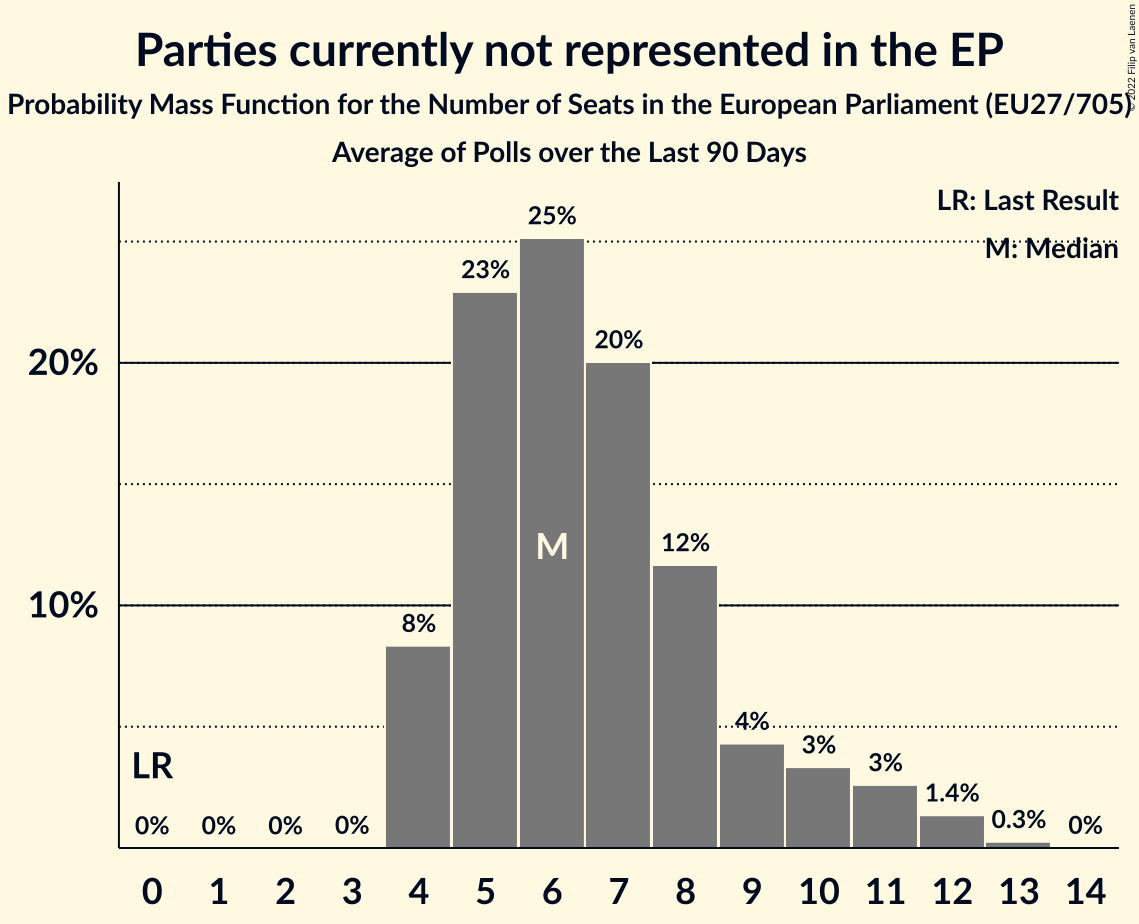 Parties currently not represented in the EP
Probability Mass Function for the Number of Seats in the European Parliament (EU27/705)
Average of Polls over the Last 90 Days
© 2022 Filip van Laenen
LR: Last Result
M: Median
25%
23%
20%
20%
M
12%
10%
8%
4%
3%
3%
1.4%
0.3%
LR
0%
0%
0%
0%
0%
0 1 2 3 4 5 6 7 8 9 10 11 12 13 14